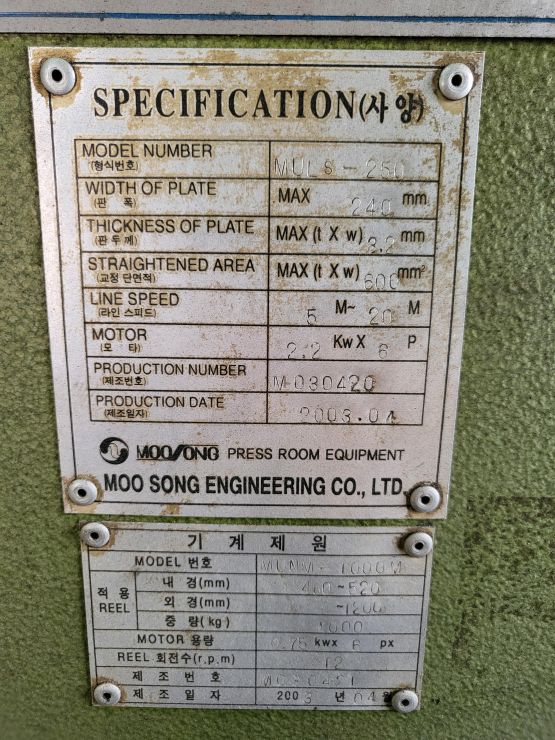 SPECIFICATION(사양)
MODEL NUMBER MULS-250
(형식번호)
WIDTH OF PLATE MAX 240 mm
(판 폭)
THICKNESS OF PLATE MAX (t X w) 3.2 mm
(판두께)
STRAIGHTENED AREA MAX (t X w) 600 mm²
(교정 단면적)
LINE SPEED 5 M~ 20 M
(라인 스피드)
MOTOR 2.2 Kw X 6 P
(모 타)
PRODUCTION NUMBER M030420
(제조번호)
PRODUCTION DATE 2003.04
(제조일자)
MOOSONG PRESS ROOM EQUIPMENT
MOO SONG ENGINEERING CO., LTD.
기 계 제 원
MODEL 번호
적용 REEL
내 경(mm) ~520
외 경(mm) ~1200
중 량(kg) 1000
MOTOR 용량 0.75 kwx 6 px
REEL 회전수(r.p.m) 12
제 조 번 호
제 조 일 자 2003 년 04